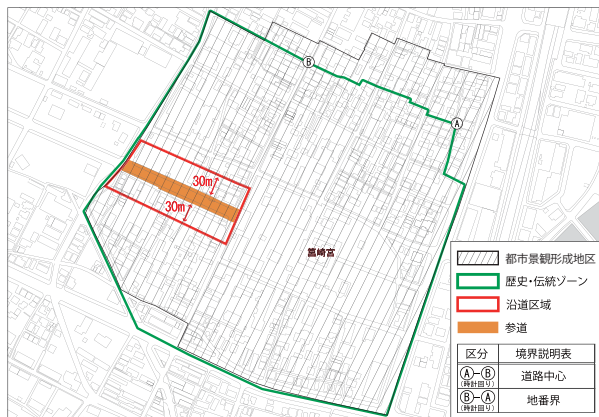 Ⓑ
Ⓐ
30m
30m
筥崎宮
都市景観形成地区
歴史・伝統ゾーン
沿道区域
参道
区分 境界説明表
Ⓐ-Ⓑ (時計回り) 道路中心
Ⓑ-Ⓐ (時計回り) 地番界